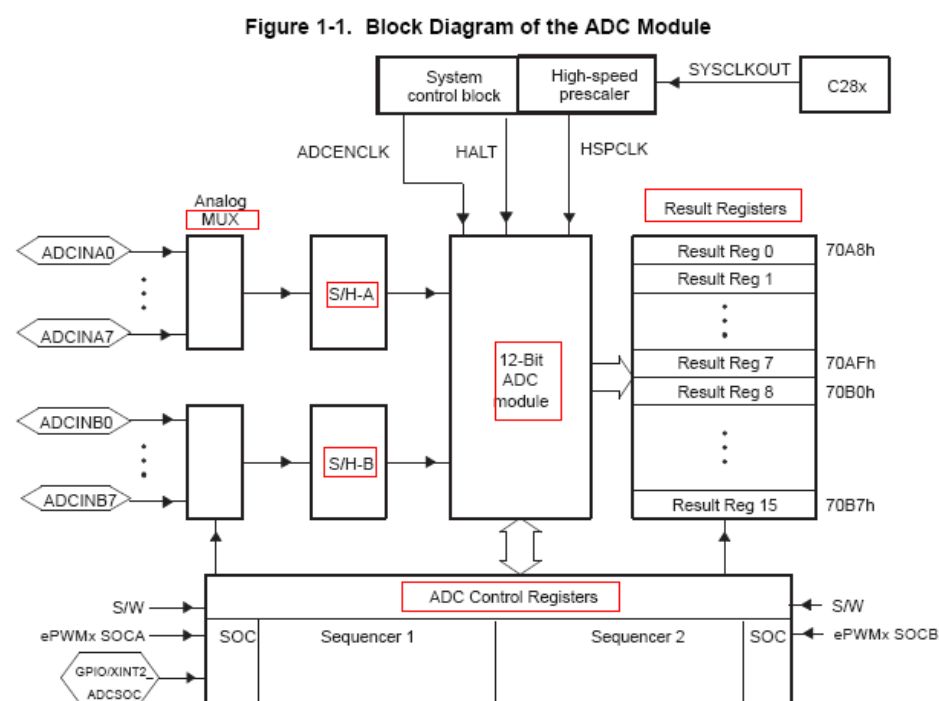 Figure 1-1. Block Diagram of the ADC Module
System
control block
High-speed
prescaler
SYSCLKOUT
C28x
ADCENCLK
HALT
HSPCLK
Analog
MUX
Result Registers
ADCINA0
ADCINA7
S/H-A
12-Bit
ADC
module
Result Reg 0
70A8h
Result Reg 1
Result Reg 7
70AFh
Result Reg 8
70B0h
Result Reg 15
70B7h
ADCINB0
ADCINB7
S/H-B
ADC Control Registers
S/W
S/W
ePWMx SOCA
SOC
Sequencer 1
Sequencer 2
SOC
ePWMx SOCB
GPIO/XINT2_
ADCSOC